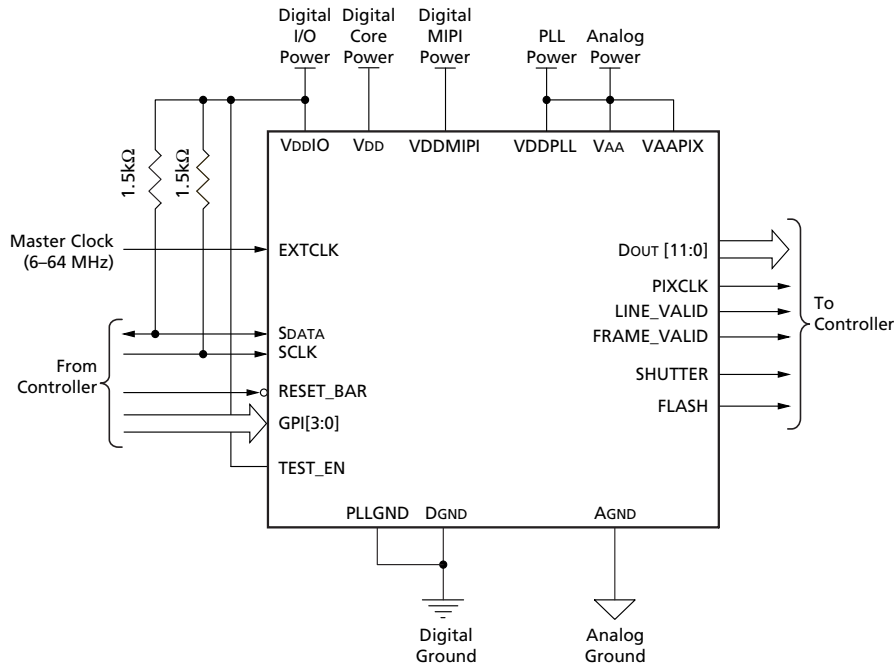 Digital
I/O
Power
Digital
Core
Power
Digital
MIPI
Power
PLL
Power
Analog
Power
VDDIO
VDD
VDDMIPI
VDDPLL
VAA
VAAPIX
1.5kΩ
1.5kΩ
Master Clock
(6–64 MHz)
EXTCLK
SDATA
SCLK
From
Controller
RESET_BAR
GPI[3:0]
TEST_EN
DOUT [11:0]
PIXCLK
LINE_VALID
FRAME_VALID
SHUTTER
FLASH
To
Controller
PLLGND
DGND
AGND
Digital
Ground
Analog
Ground